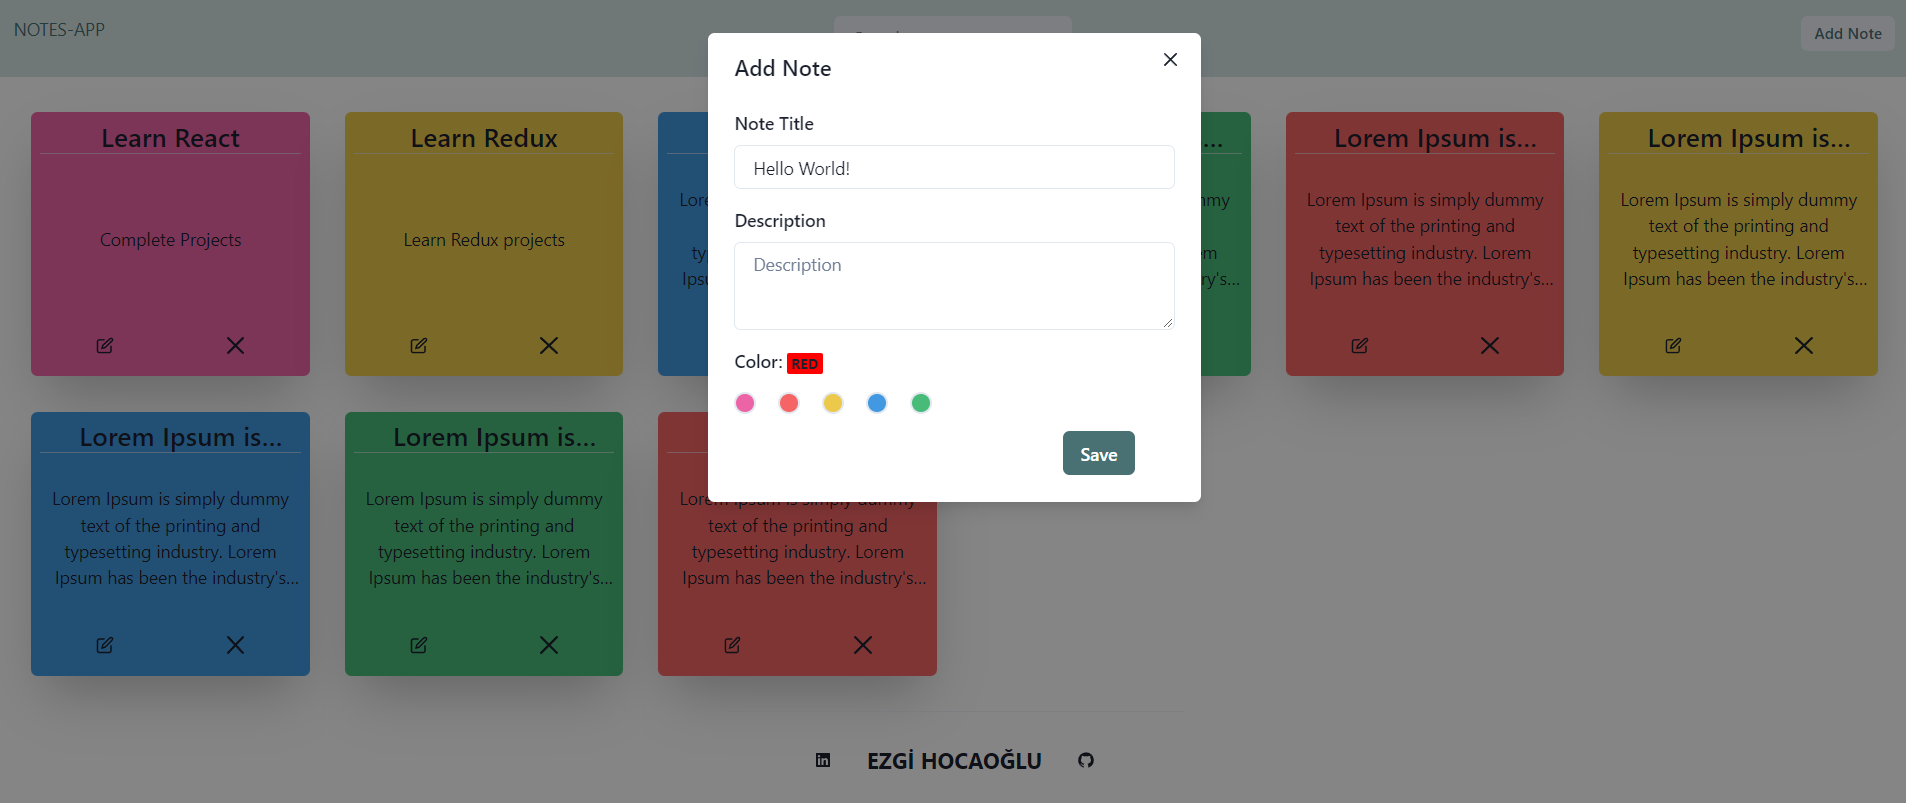 NOTES-APP
Add Note
Add Note
Note Title
Hello World!
Description
Description
Color: RED
Save
Learn React
Complete Projects
Learn Redux
Learn Redux projects
...
Lorem Ipsum is...
Lorem Ipsum is simply dummy
text of the printing and
typesetting industry. Lorem
Ipsum has been the industry's...
Lorem Ipsum is...
Lorem Ipsum is simply dummy
text of the printing and
typesetting industry. Lorem
Ipsum has been the industry's...
Lorem Ipsum is...
Lorem Ipsum is simply dummy
text of the printing and
typesetting industry. Lorem
Ipsum has been the industry's...
Lorem Ipsum is...
Lorem Ipsum is simply dummy
text of the printing and
typesetting industry. Lorem
Ipsum has been the industry's...
Lorem Ipsum is simply dummy
text of the printing and
typesetting industry. Lorem
Ipsum has been the industry's...
EZGİ HOCAOĞLU